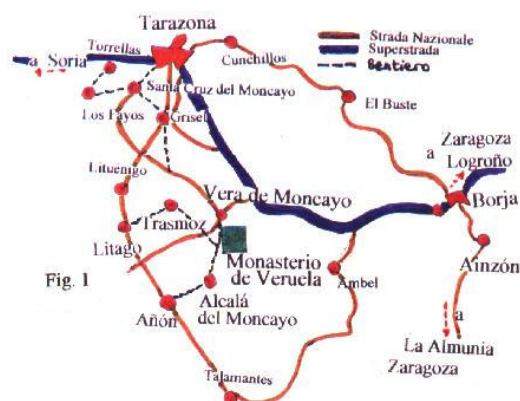 Tarazona
Strada Nazionale
Superstrada
Sentiero
Torrellas
a Soria
Cunchillos
Santa Cruz del Moncayo
El Buste
Los Fayos
Grisel
Zaragoza
a
Logroño
Lituenigo
Vera de Moncayo
Borja
Trasmoz
Litago
Monasterio
de Veruela
Ainzón
Fig. 1
Ambel
Alcalá
del Moncayo
Añón
a
La Almunia
Zaragoza
Talamantes